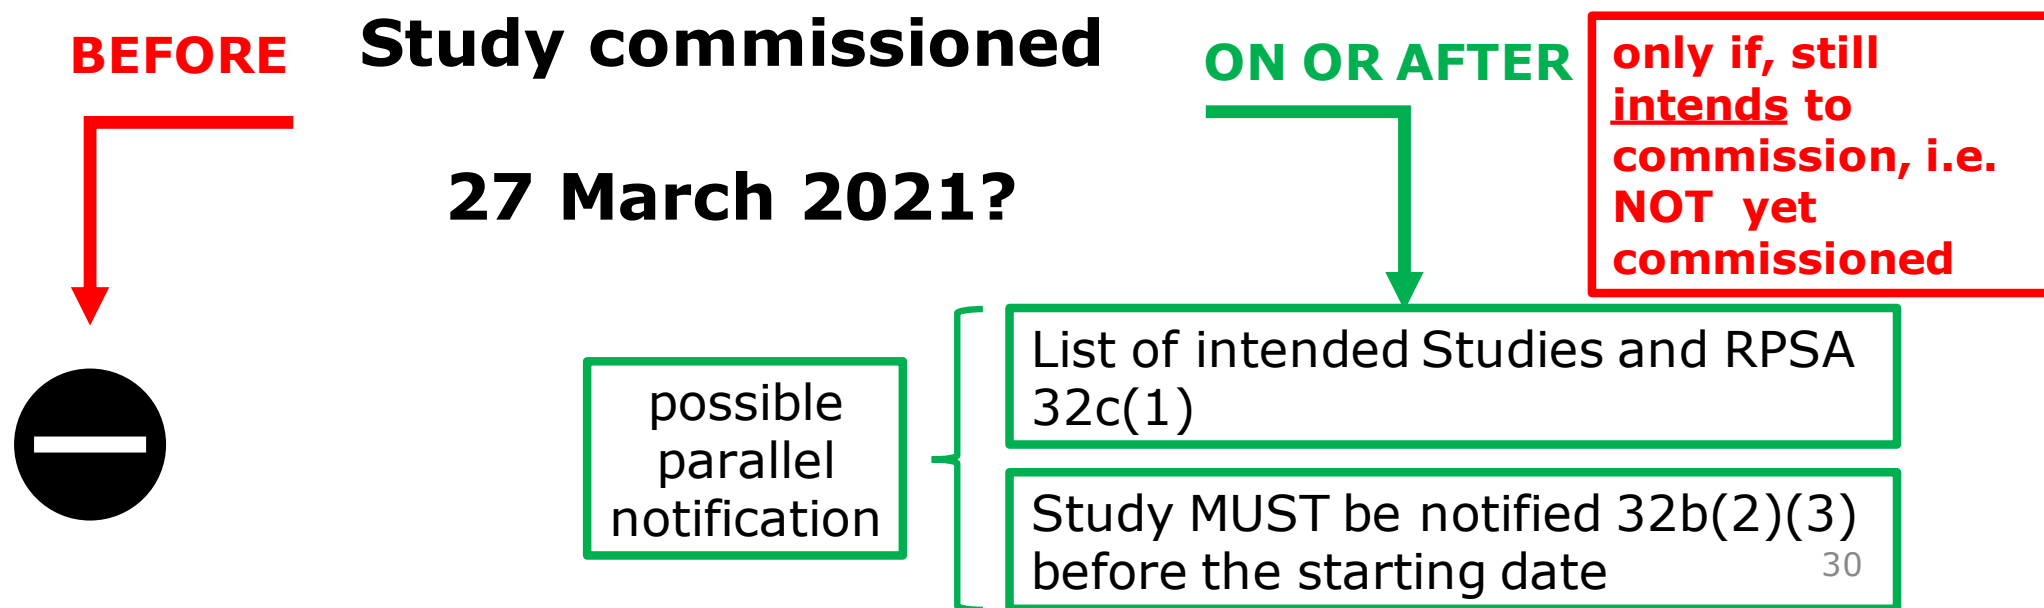 BEFORE
Study commissioned
27 March 2021?
ON OR AFTER
only if, still
intends to
commission, i.e.
NOT yet
commissioned
possible
parallel
notification
List of intended Studies and RPSA
32c(1)
Study MUST be notified 32b(2)(3)
before the starting date
30